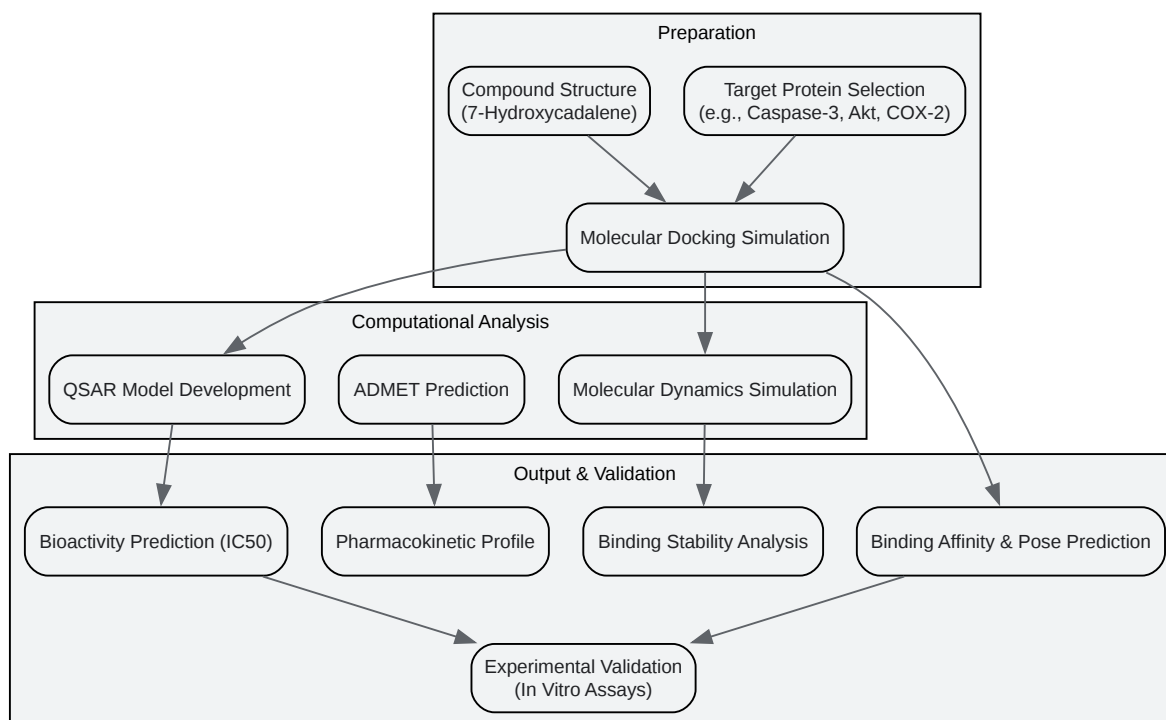 Preparation
Compound Structure
(7-Hydroxycadalene)
Target Protein Selection
(e.g., Caspase-3, Akt, COX-2)
Molecular Docking Simulation
Computational Analysis
QSAR Model Development
ADMET Prediction
Molecular Dynamics Simulation
Output & Validation
Bioactivity Prediction (IC50)
Pharmacokinetic Profile
Binding Stability Analysis
Binding Affinity & Pose Prediction
Experimental Validation
(In Vitro Assays)